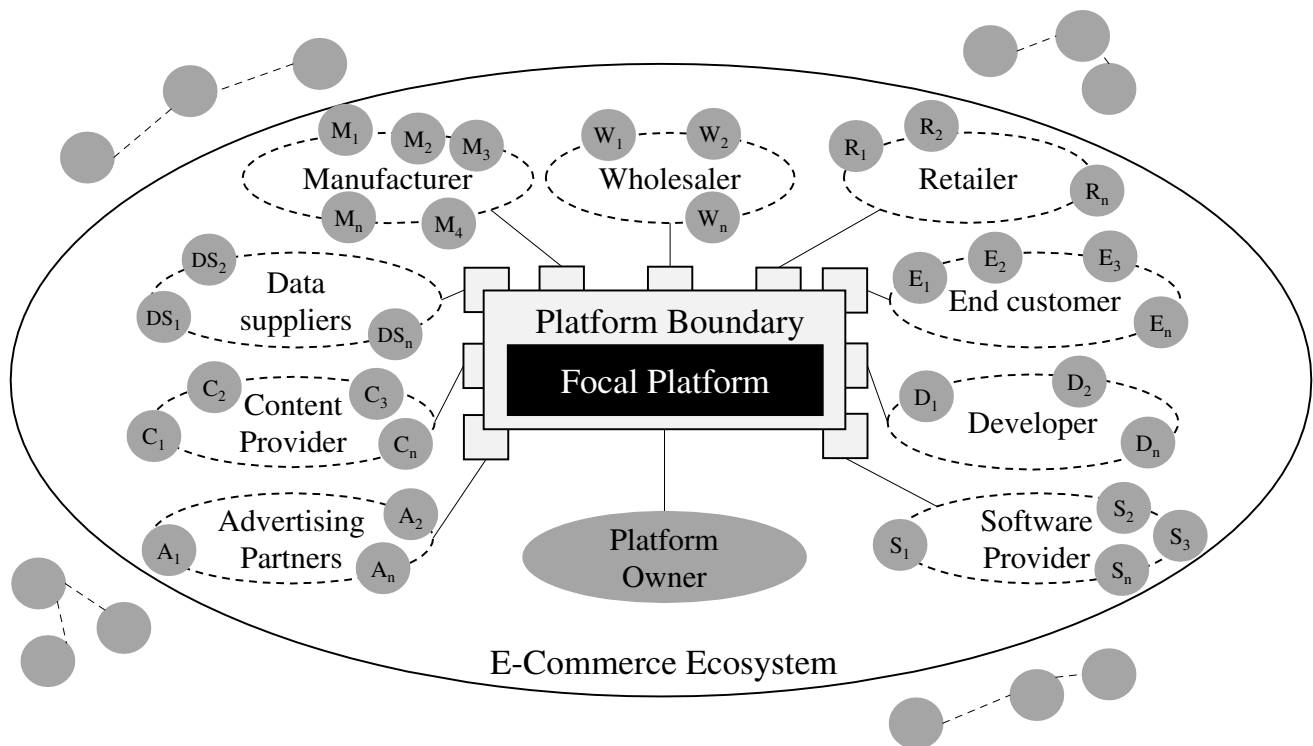 M1
M2
M3
Manufacturer
Mn
M4
W1
W2
Wholesaler
Wn
R1
R2
Retailer
Rn
DS2
Data
suppliers
DS1
DSn
E1
E2
E3
End customer
En
Platform Boundary
Focal Platform
C2
C3
Content
Provider
C1
Cn
D1
D2
Developer
Dn
Advertising
Partners
A1
A2
An
Platform
Owner
Software
Provider
S1
S2
S3
Sn
E-Commerce Ecosystem